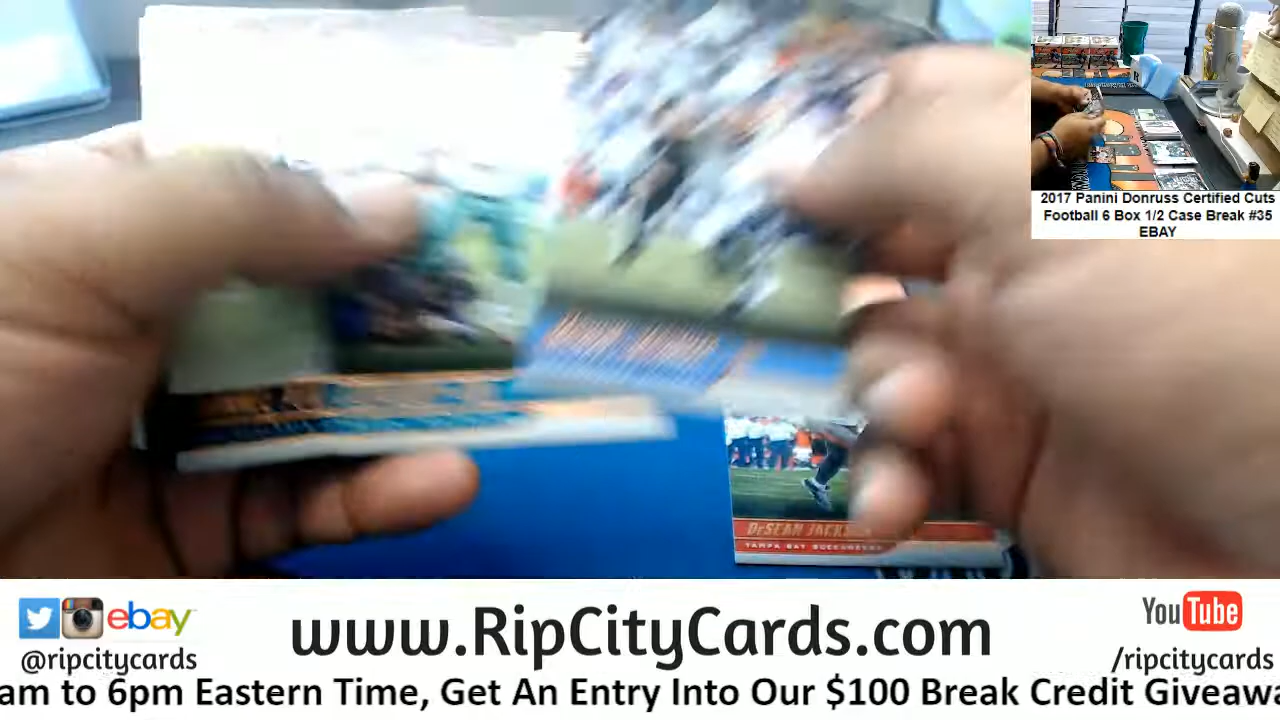 2017 Panini Donruss Certified Cuts
Football 6 Box 1/2 Case Break #35
EBAY
DeSean Jack
Tampa Bay Buccaneers
ebay
@ripcitycards
www.RipCityCards.com
YouTube
/ripcitycards
am to 6pm Eastern Time, Get An Entry Into Our $100 Break Credit Giveawa